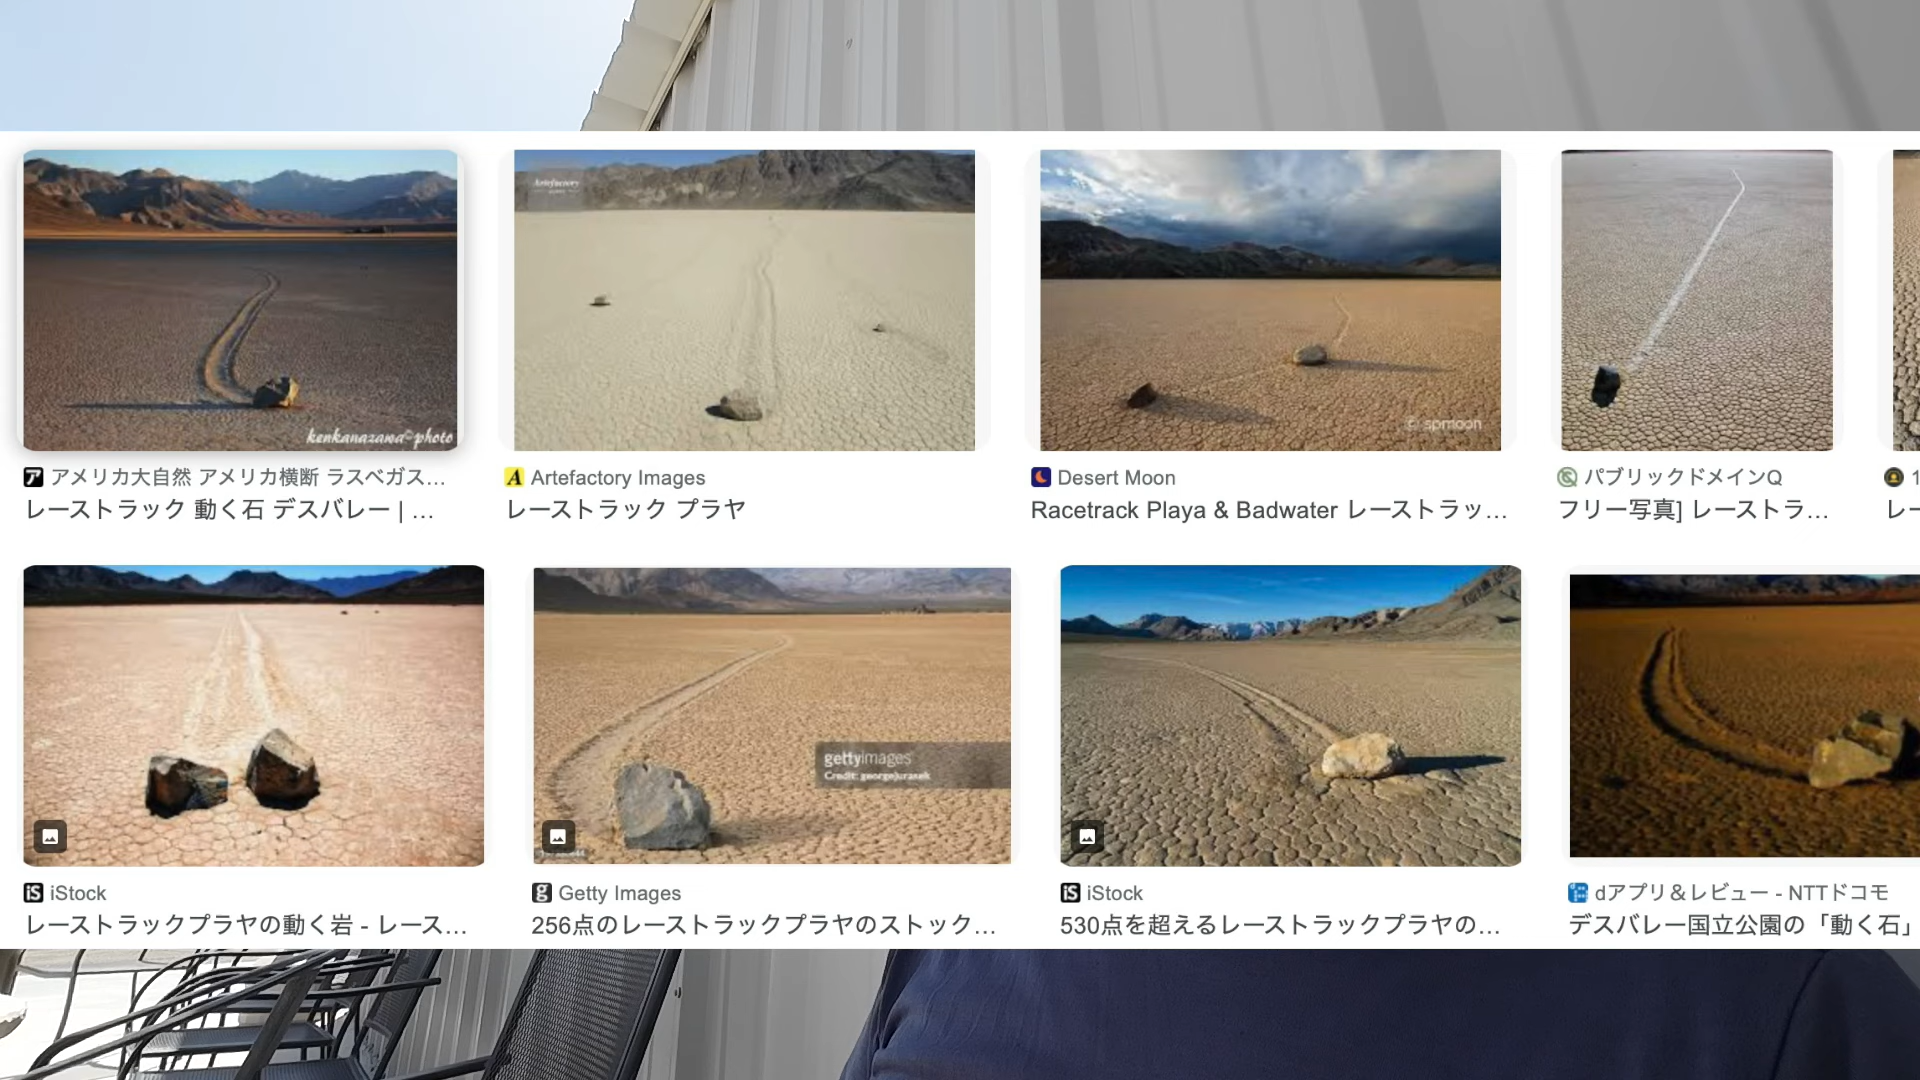 Artefactory
kenkanazawa@photo
© spmoon
アメリカ大自然 アメリカ横断 ラスベガス...
レーストラック 動く石 デスバレー | ...
Artefactory Images
レーストラック プラヤ
Desert Moon
Racetrack Playa & Badwater レーストラッ...
パブリックドメインQ
フリー写真] レーストラ...
1
レー
gettyimages
Credit: georgejurasek
iStock
レーストラックプラヤの動く岩 - レース...
Getty Images
256点のレーストラックプラヤのストック...
iStock
530点を超えるレーストラックプラヤの...
dアプリ＆レビュー - NTTドコモ
デスバレー国立公園の「動く石」